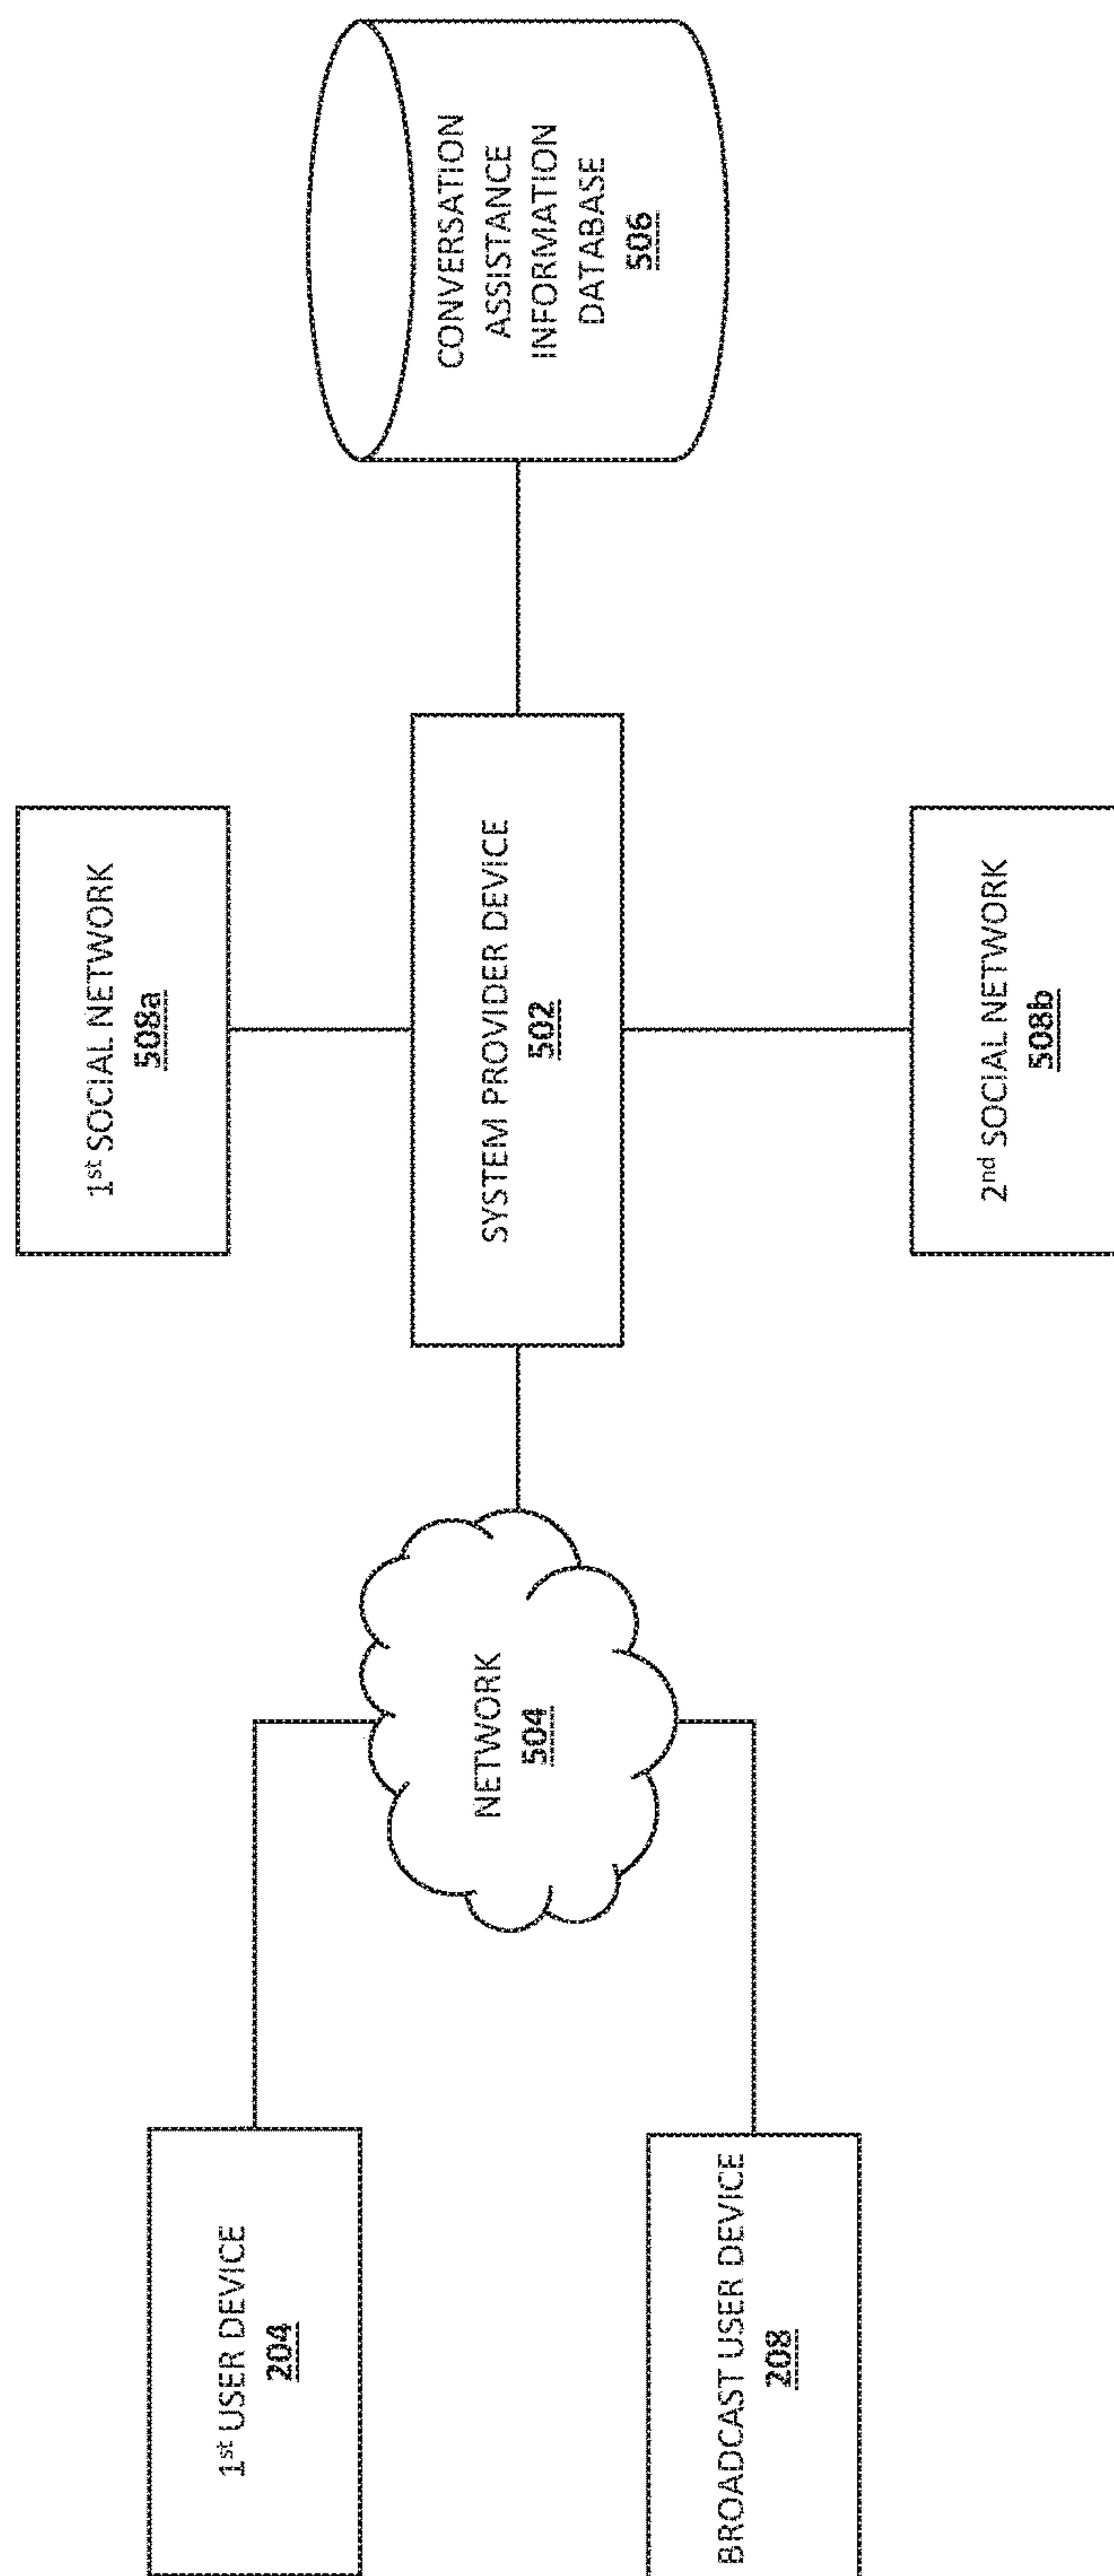 1st SOCIAL NETWORK
508a
1st USER DEVICE
204
NETWORK
504
SYSTEM PROVIDER DEVICE
502
CONVERSATION
ASSISTANCE
INFORMATION
DATABASE
506
BROADCAST USER DEVICE
208
2nd SOCIAL NETWORK
508b